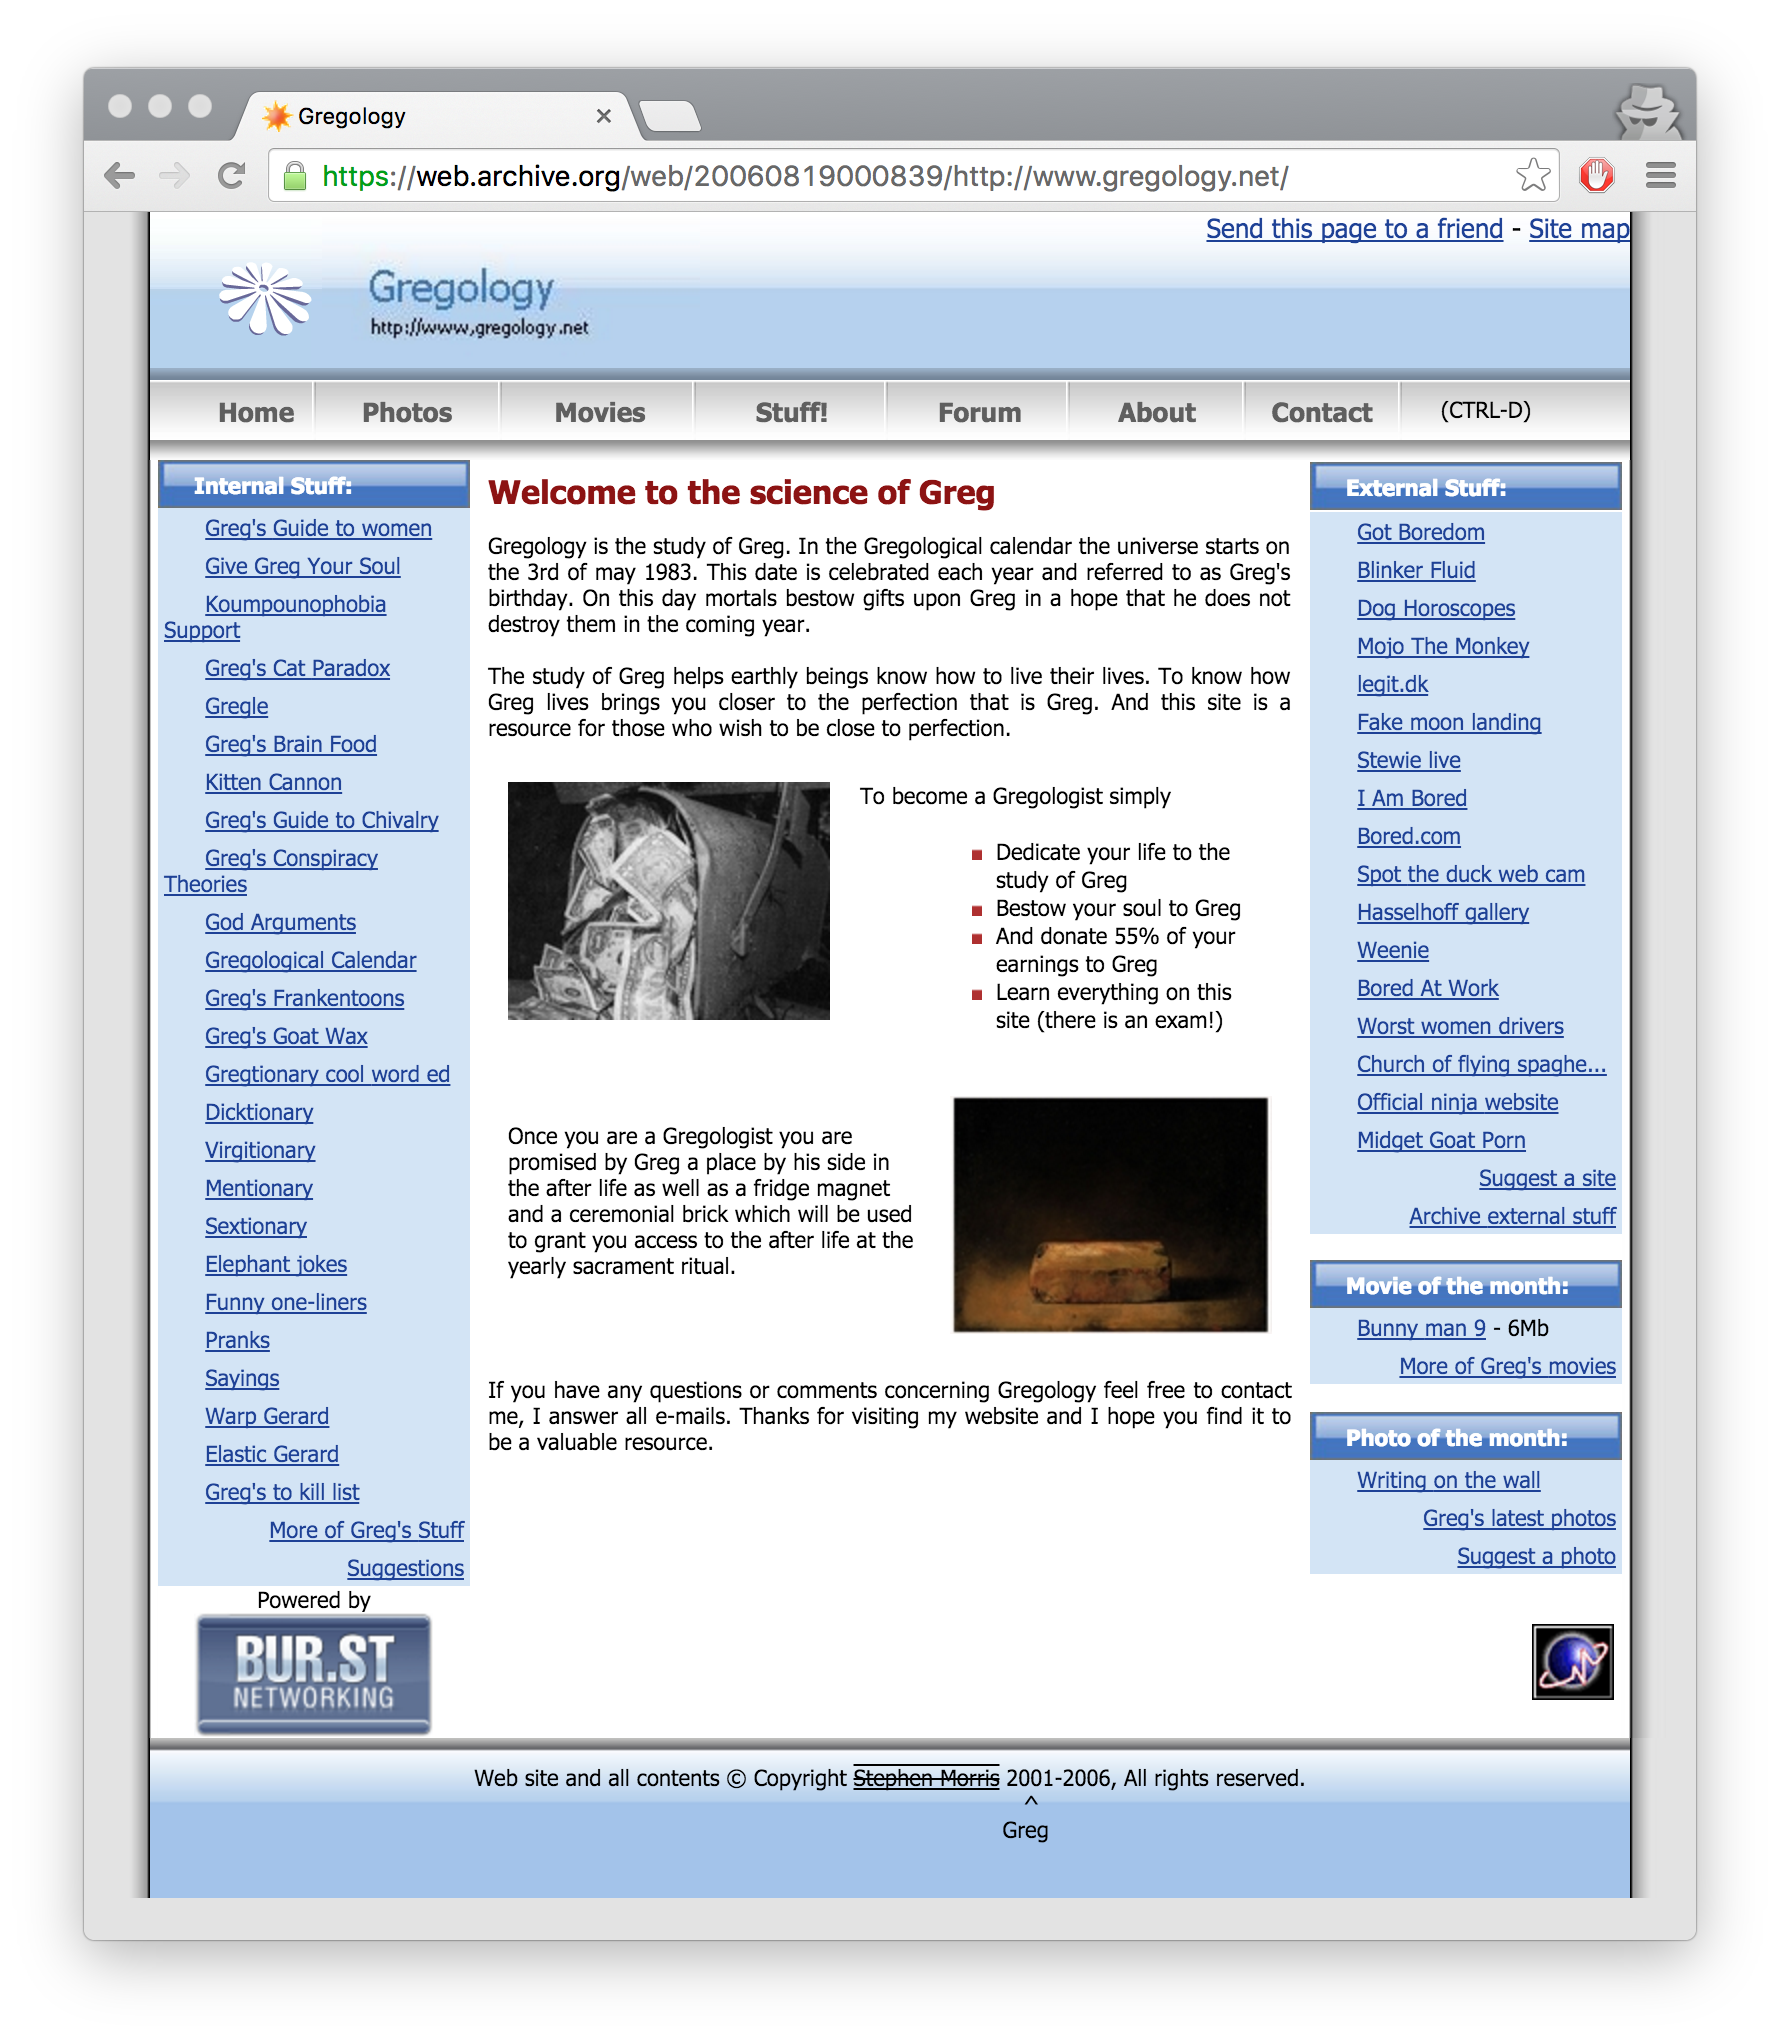 Gregology
https://web.archive.org/web/20060819000839/http://www.gregology.net/
Send this page to a friend - Site map
Gregology
http://www.gregology.net
Home Photos Movies Stuff! Forum About Contact (CTRL-D)
Internal Stuff:
Greg's Guide to women
Give Greg Your Soul
Koumpounophobia
Support
Greg's Cat Paradox
Gregle
Greg's Brain Food
Kitten Cannon
Greg's Guide to Chivalry
Greg's Conspiracy
Theories
God Arguments
Gregological Calendar
Greg's Frankentoons
Greg's Goat Wax
Gregtionary cool word ed
Dicktionary
Virgitionary
Mentionary
Sextionary
Elephant jokes
Funny one-liners
Pranks
Sayings
Warp Gerard
Elastic Gerard
Greg's to kill list
More of Greg's Stuff
Suggestions
Powered by
BUR.ST
NETWORKING
Welcome to the science of Greg
Gregology is the study of Greg. In the Gregological calendar the universe starts on
the 3rd of may 1983. This date is celebrated each year and referred to as Greg's
birthday. On this day mortals bestow gifts upon Greg in a hope that he does not
destroy them in the coming year.
The study of Greg helps earthly beings know how to live their lives. To know how
Greg lives brings you closer to the perfection that is Greg. And this site is a
resource for those who wish to be close to perfection.
To become a Gregologist simply
Dedicate your life to the
study of Greg
Bestow your soul to Greg
And donate 55% of your
earnings to Greg
Learn everything on this
site (there is an exam!)
Once you are a Gregologist you are
promised by Greg a place by his side in
the after life as well as a fridge magnet
and a ceremonial brick which will be used
to grant you access to the after life at the
yearly sacrament ritual.
If you have any questions or comments concerning Gregology feel free to contact
me, I answer all e-mails. Thanks for visiting my website and I hope you find it to
be a valuable resource.
External Stuff:
Got Boredom
Blinker Fluid
Dog Horoscopes
Mojo The Monkey
legit.dk
Fake moon landing
Stewie live
I Am Bored
Bored.com
Spot the duck web cam
Hasselhoff gallery
Weenie
Bored At Work
Worst women drivers
Church of flying spaghe...
Official ninja website
Midget Goat Porn
Suggest a site
Archive external stuff
Movie of the month:
Bunny man 9 - 6Mb
More of Greg's movies
Photo of the month:
Writing on the wall
Greg's latest photos
Suggest a photo
Web site and all contents © Copyright Stephen Morris 2001-2006, All rights reserved.
^
Greg